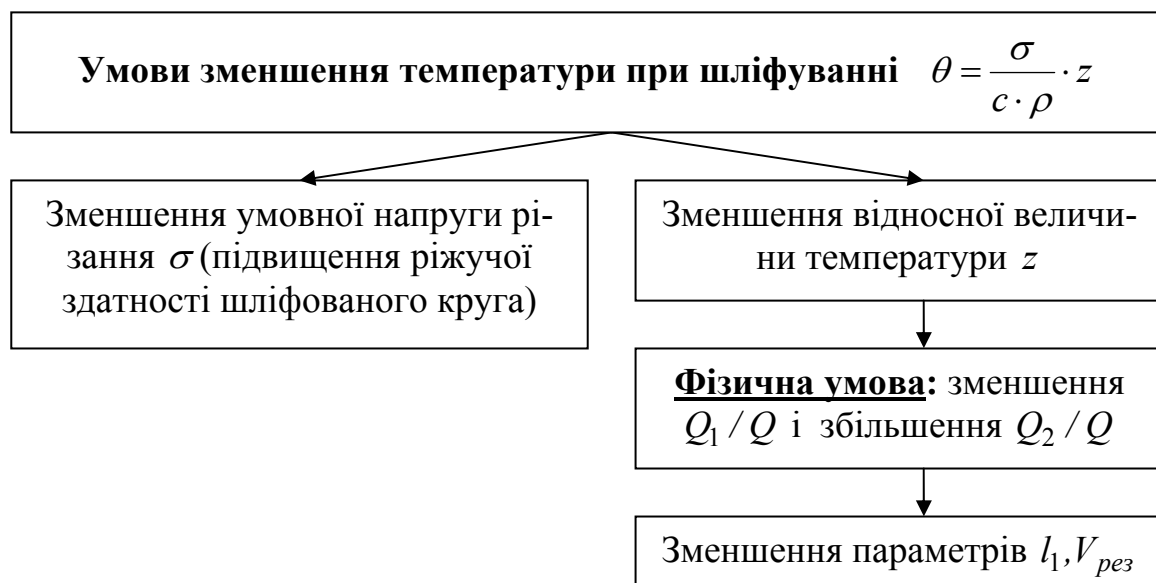 Умови зменшення температури при шліфуванні θ = σ / (c · ρ) · z
Зменшення умовної напруги рі-
зання σ (підвищення ріжучої
здатності шліфованого круга)
Зменшення відносної величи-
ни температури z
Фізична умова: зменшення
Q₁ / Q і збільшення Q₂ / Q
Зменшення параметрів l₁, V_рез